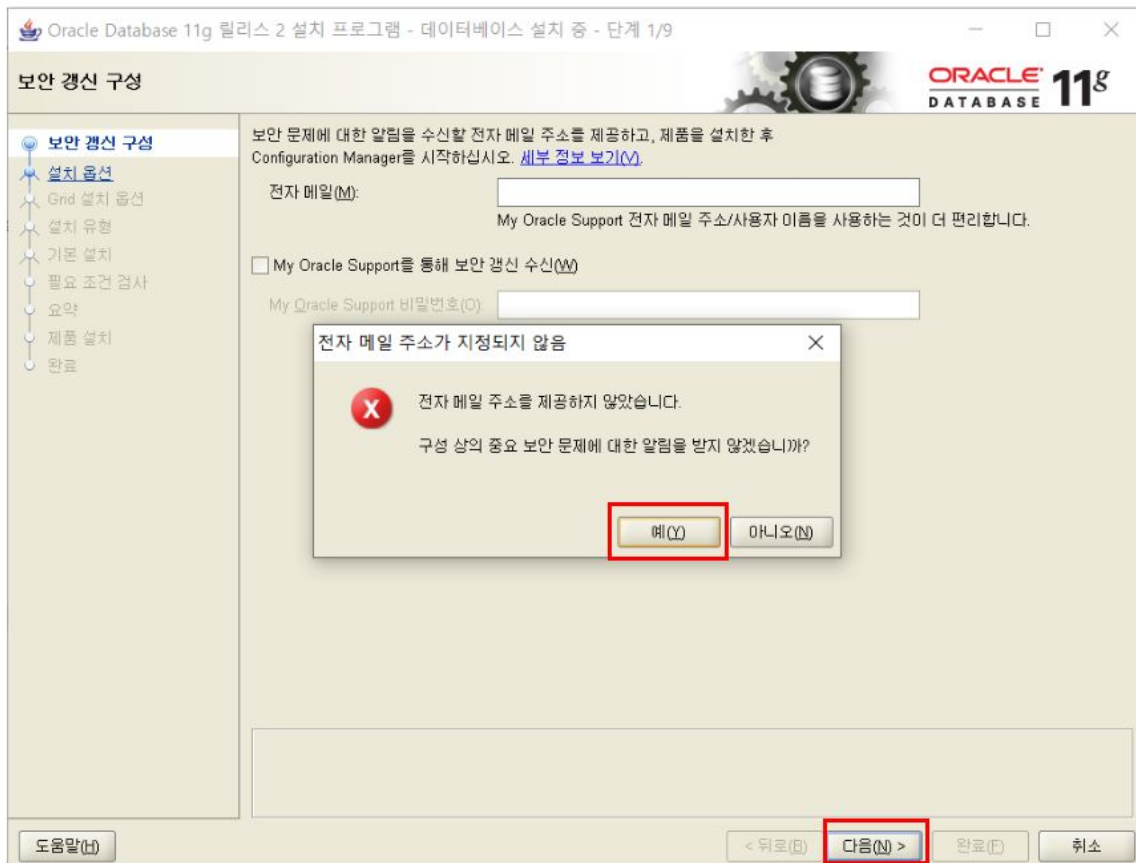 Oracle Database 11g 릴리스 2 설치 프로그램 - 데이터베이스 설치 중 - 단계 1/9
보안 갱신 구성
ORACLE
DATABASE 11g
보안 갱신 구성
설치 옵션
Grid 설치 옵션
설치 유형
기본 설치
필요 조건 검사
요약
제품 설치
완료
보안 문제에 대한 알림을 수신할 전자 메일 주소를 제공하고, 제품을 설치한 후
Configuration Manager를 시작하십시오. 세부 정보 보기(V).
전자 메일(M):
My Oracle Support 전자 메일 주소/사용자 이름을 사용하는 것이 더 편리합니다.
My Oracle Support를 통해 보안 갱신 수신(W)
My Oracle Support 비밀번호(O):
전자 메일 주소가 지정되지 않음
전자 메일 주소를 제공하지 않았습니다.
구성 상의 중요 보안 문제에 대한 알림을 받지 않겠습니까?
예(Y)
아니오(N)
도움말(H)
< 뒤로(B)
다음(N) >
완료(F)
취소